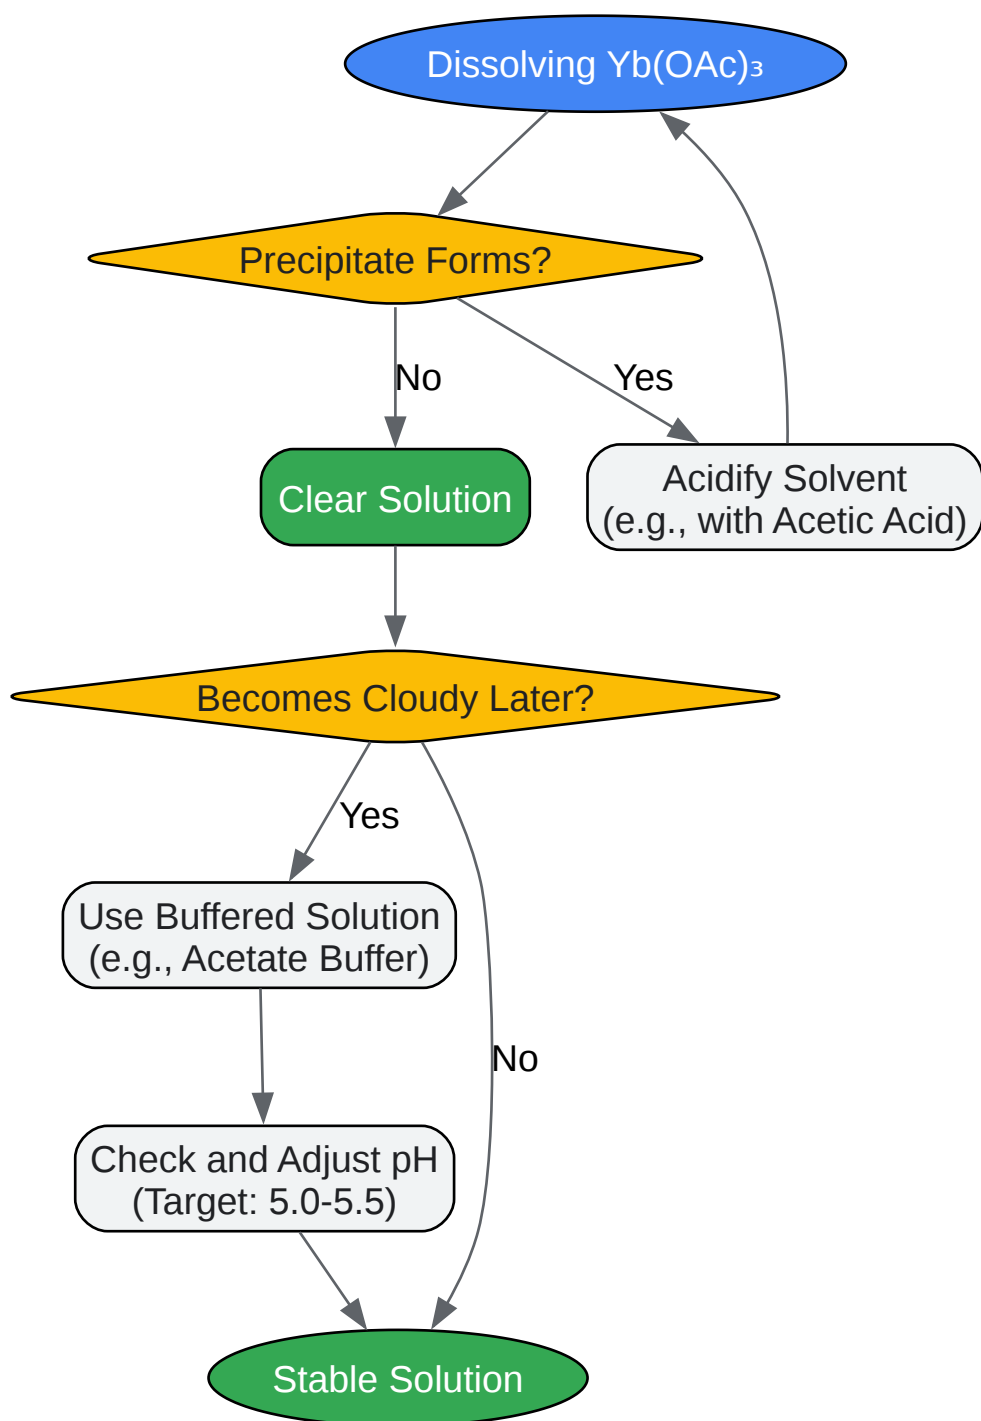 Dissolving Yb(OAc)₃
Precipitate Forms?
No
Yes
Clear Solution
Acidify Solvent
(e.g., with Acetic Acid)
Becomes Cloudy Later?
Yes
Use Buffered Solution
(e.g., Acetate Buffer)
No
Check and Adjust pH
(Target: 5.0-5.5)
Stable Solution